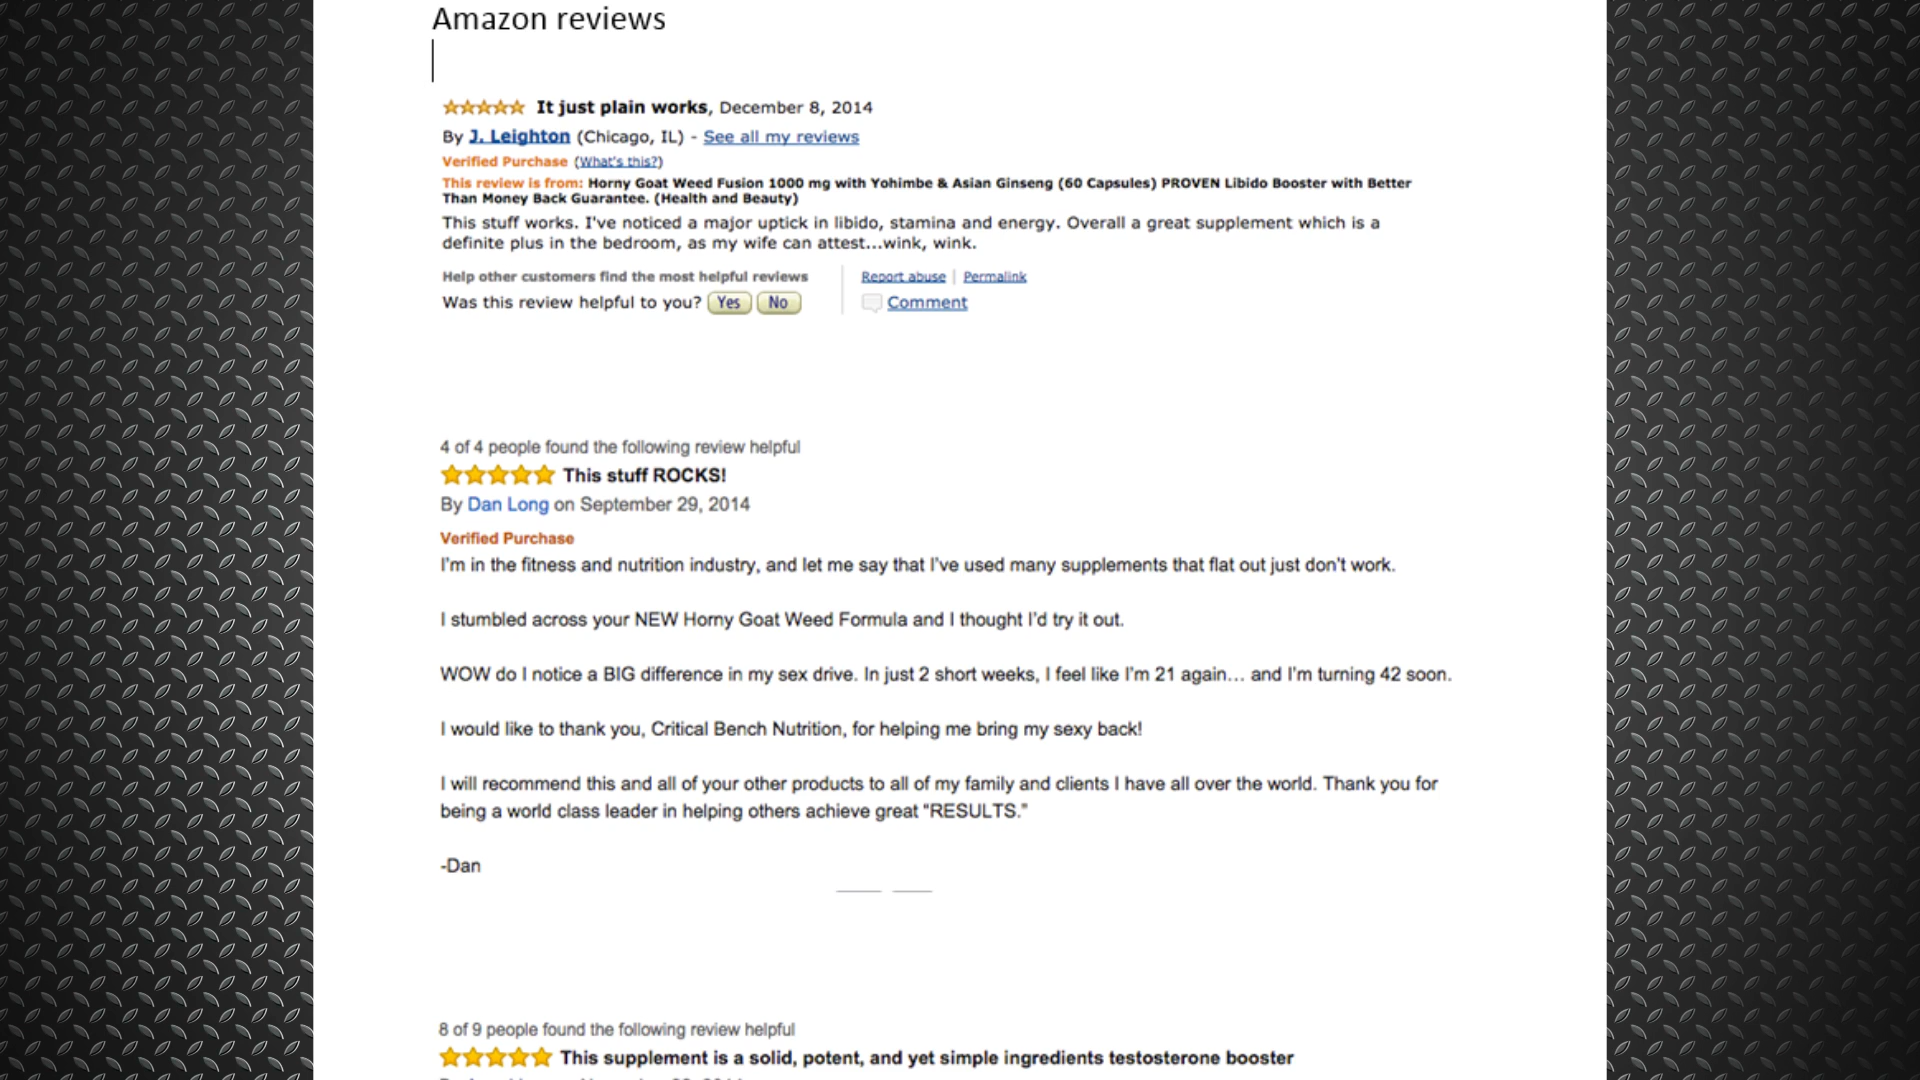 Amazon reviews
It just plain works, December 8, 2014
By J. Leighton (Chicago, IL) - See all my reviews
Verified Purchase (What's this?)
This review is from: Horny Goat Weed Fusion 1000 mg with Yohimbe & Asian Ginseng (60 Capsules) PROVEN Libido Booster with Better
Than Money Back Guarantee. (Health and Beauty)
This stuff works. I've noticed a major uptick in libido, stamina and energy. Overall a great supplement which is a
definite plus in the bedroom, as my wife can attest...wink, wink.
Help other customers find the most helpful reviews
Report abuse | Permalink
Was this review helpful to you? Yes No
Comment
4 of 4 people found the following review helpful
This stuff ROCKS!
By Dan Long on September 29, 2014
Verified Purchase
I'm in the fitness and nutrition industry, and let me say that I've used many supplements that flat out just don't work.
I stumbled across your NEW Horny Goat Weed Formula and I thought I'd try it out.
WOW do I notice a BIG difference in my sex drive. In just 2 short weeks, I feel like I'm 21 again... and I'm turning 42 soon.
I would like to thank you, Critical Bench Nutrition, for helping me bring my sexy back!
I will recommend this and all of your other products to all of my family and clients I have all over the world. Thank you for
being a world class leader in helping others achieve great "RESULTS."
-Dan
8 of 9 people found the following review helpful
This supplement is a solid, potent, and yet simple ingredients testosterone booster